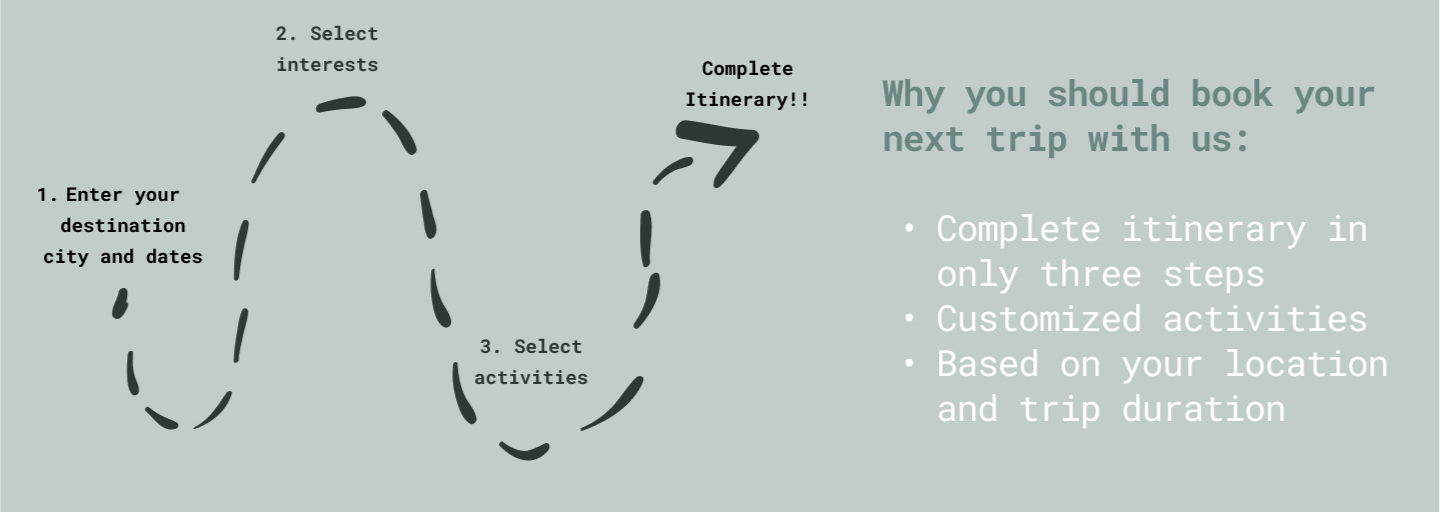 1. Enter your
destination
city and dates
2. Select
interests
3. Select
activities
Complete
Itinerary!!
Why you should book your
next trip with us:
• Complete itinerary in
only three steps
• Customized activities
• Based on your location
and trip duration